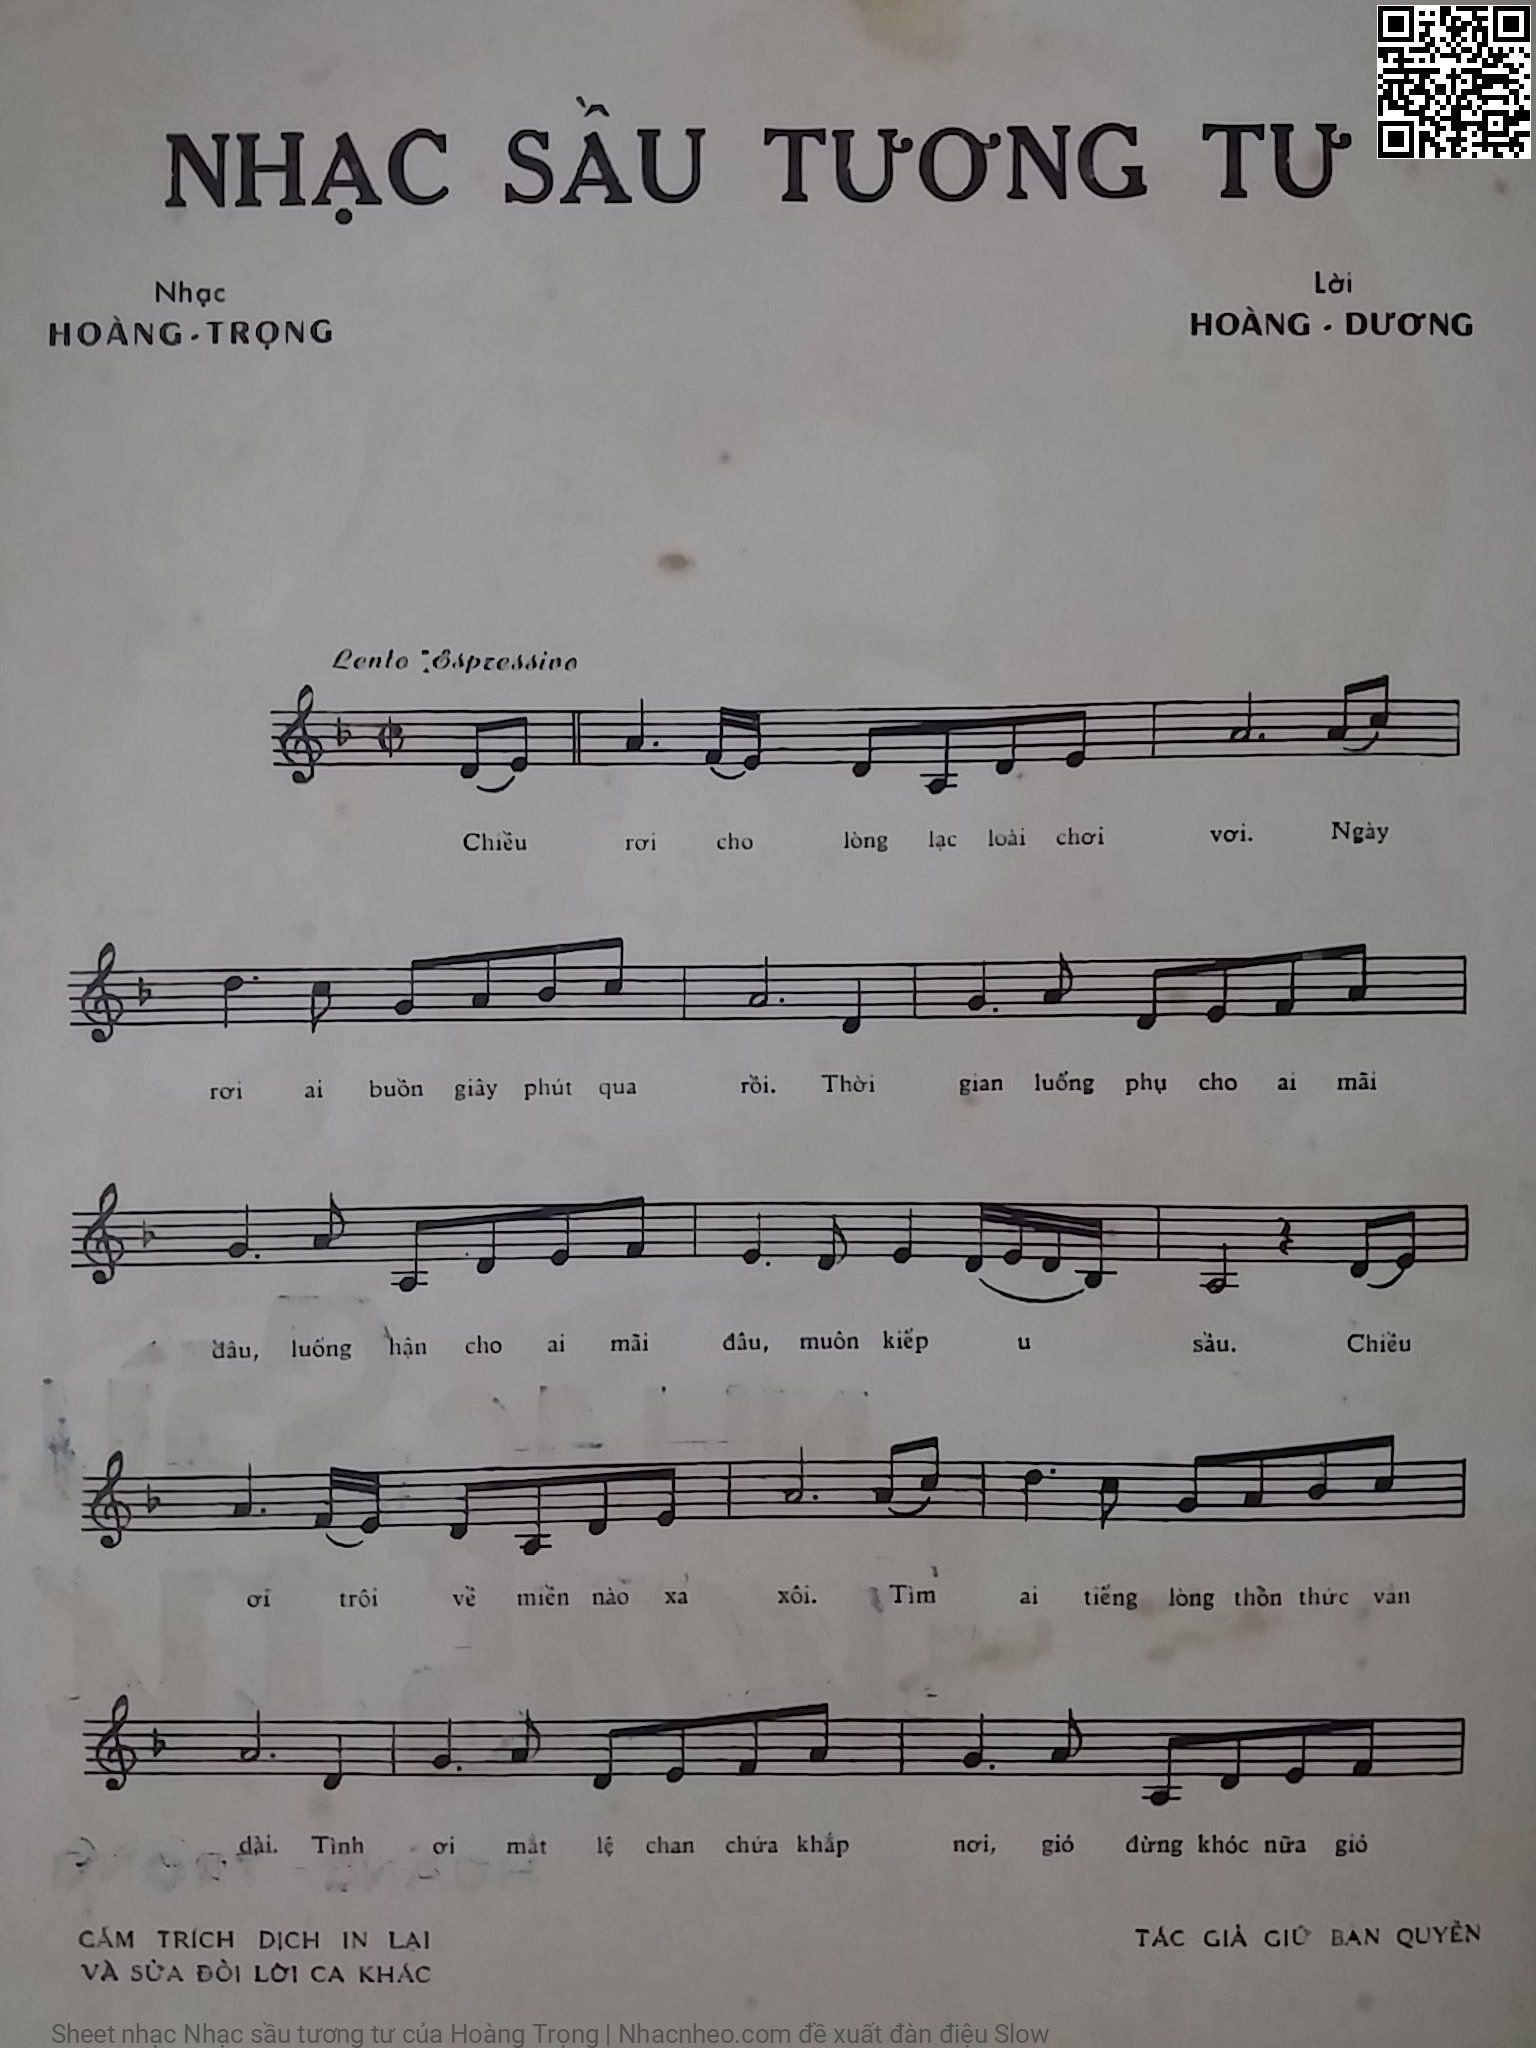 NHẠC SẦU TƯƠNG TƯ
Nhạc
HOÀNG - TRỌNG
Lời
HOÀNG - DƯƠNG
Lento Espressivo
Chiều rơi cho lòng lạc loài chơi vơi. Ngày
rơi ai buồn giây phút qua rồi. Thời gian luống phụ cho ai mãi
đâu, luống hận cho ai mãi đâu, muôn kiếp u sầu. Chiều
ơi trôi về miền nào xa xôi. Tìm ai tiếng lòng thồn thức vắn
dài. Tình ơi mắt lệ chan chứa khắp nơi, gió đừng khóc nữa gió
CẤM TRÍCH DỊCH IN LẠI
VÀ SỬA ĐỔI LỜI CA KHÁC
TÁC GIẢ GIỮ BẢN QUYỀN
Sheet nhạc Nhạc sầu tương tư của Hoàng Trọng | Nhacnheo.com đề xuất đàn điệu Slow